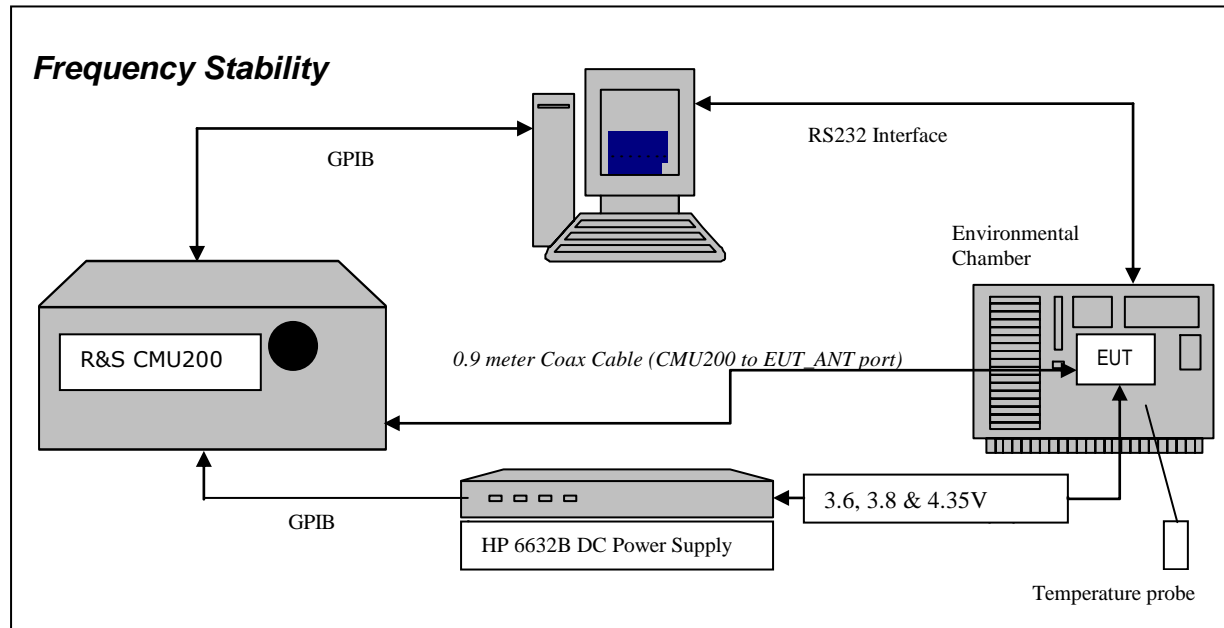 Frequency Stability
GPIB
RS232 Interface
Environmental
Chamber
R&S CMU200
0.9 meter Coax Cable (CMU200 to EUT_ANT port)
EUT
3.6, 3.8 & 4.35V
GPIB
HP 6632B DC Power Supply
Temperature probe